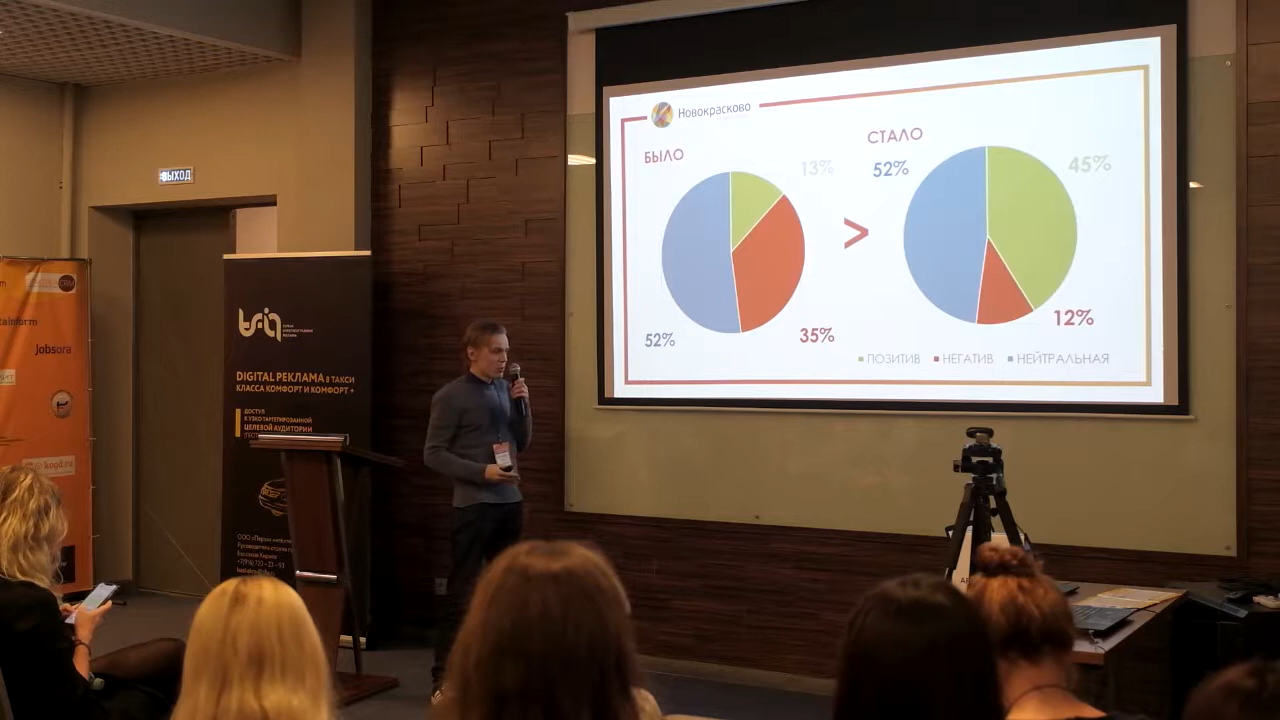 Новокрасково
БЫЛО
13%
52%
35%
>
СТАЛО
52%
45%
12%
ПОЗИТИВ НЕГАТИВ НЕЙТРАЛЬНАЯ
ВЫХОД
Jobsora
kogd.ru
DIGITAL РЕКЛАМА В ТАКСИ
КЛАССА КОМФОРТ И КОМФОРТ +
ДОСТУП
К УЗКО ТАРГЕТИРОВАННОЙ
ЦЕЛЕВОЙ АУДИТОРИИ